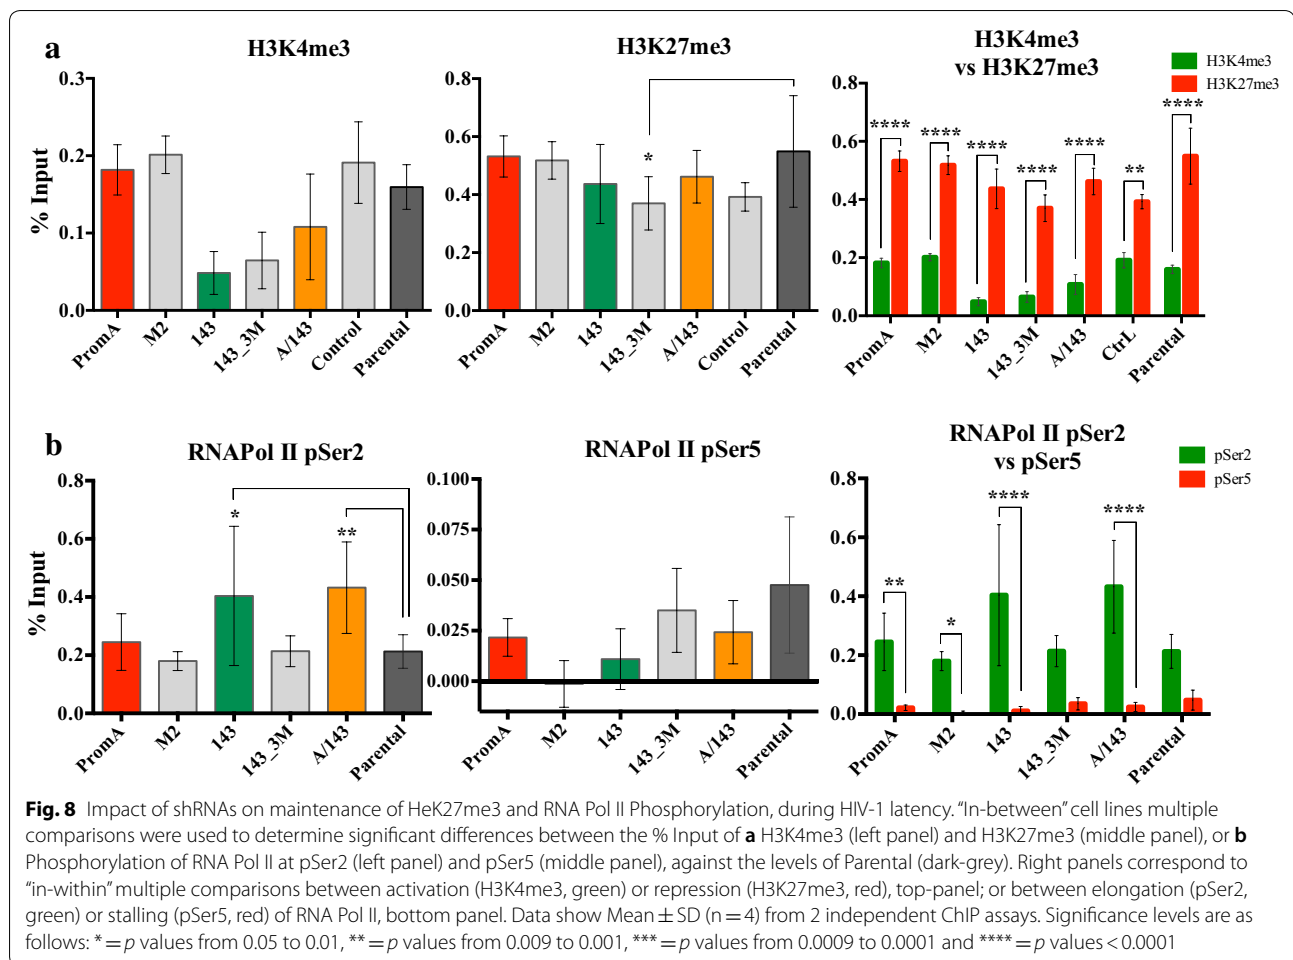 a
H3K4me3
% Input
0.3
0.2
0.1
0.0
PromA
M2
143
143_3M
A/143
Control
Parental
H3K27me3
0.8
0.6
0.4
0.2
0.0
*
PromA
M2
143
143_3M
A/143
Control
Parental
H3K4me3
vs H3K27me3
H3K4me3
H3K27me3
0.8
0.6
0.4
0.2
0.0
****
****
****
****
****
**
****
PromA
M2
143
143_3M
A/143
CtrL
Parental
b
RNAPol II pSer2
% Input
0.8
0.6
0.4
0.2
0.0
*
**
PromA
M2
143
143_3M
A/143
Parental
RNAPol II pSer5
0.100
0.075
0.050
0.025
0.000
PromA
M2
143
143_3M
A/143
Parental
RNAPol II pSer2
vs pSer5
pSer2
pSer5
0.8
0.6
0.4
0.2
0.0
**
*
****
****
PromA
M2
143
143_3M
A/143
Parental
Fig. 8 Impact of shRNAs on maintenance of HeK27me3 and RNA Pol II Phosphorylation, during HIV-1 latency. “In-between” cell lines multiple
comparisons were used to determine significant differences between the % Input of a H3K4me3 (left panel) and H3K27me3 (middle panel), or b
Phosphorylation of RNA Pol II at pSer2 (left panel) and pSer5 (middle panel), against the levels of Parental (dark-grey). Right panels correspond to
“in-within” multiple comparisons between activation (H3K4me3, green) or repression (H3K27me3, red), top-panel; or between elongation (pSer2,
green) or stalling (pSer5, red) of RNA Pol II, bottom panel. Data show Mean ± SD (n = 4) from 2 independent ChIP assays. Significance levels are as
follows: * = p values from 0.05 to 0.01, ** = p values from 0.009 to 0.001, *** = p values from 0.0009 to 0.0001 and **** = p values < 0.0001